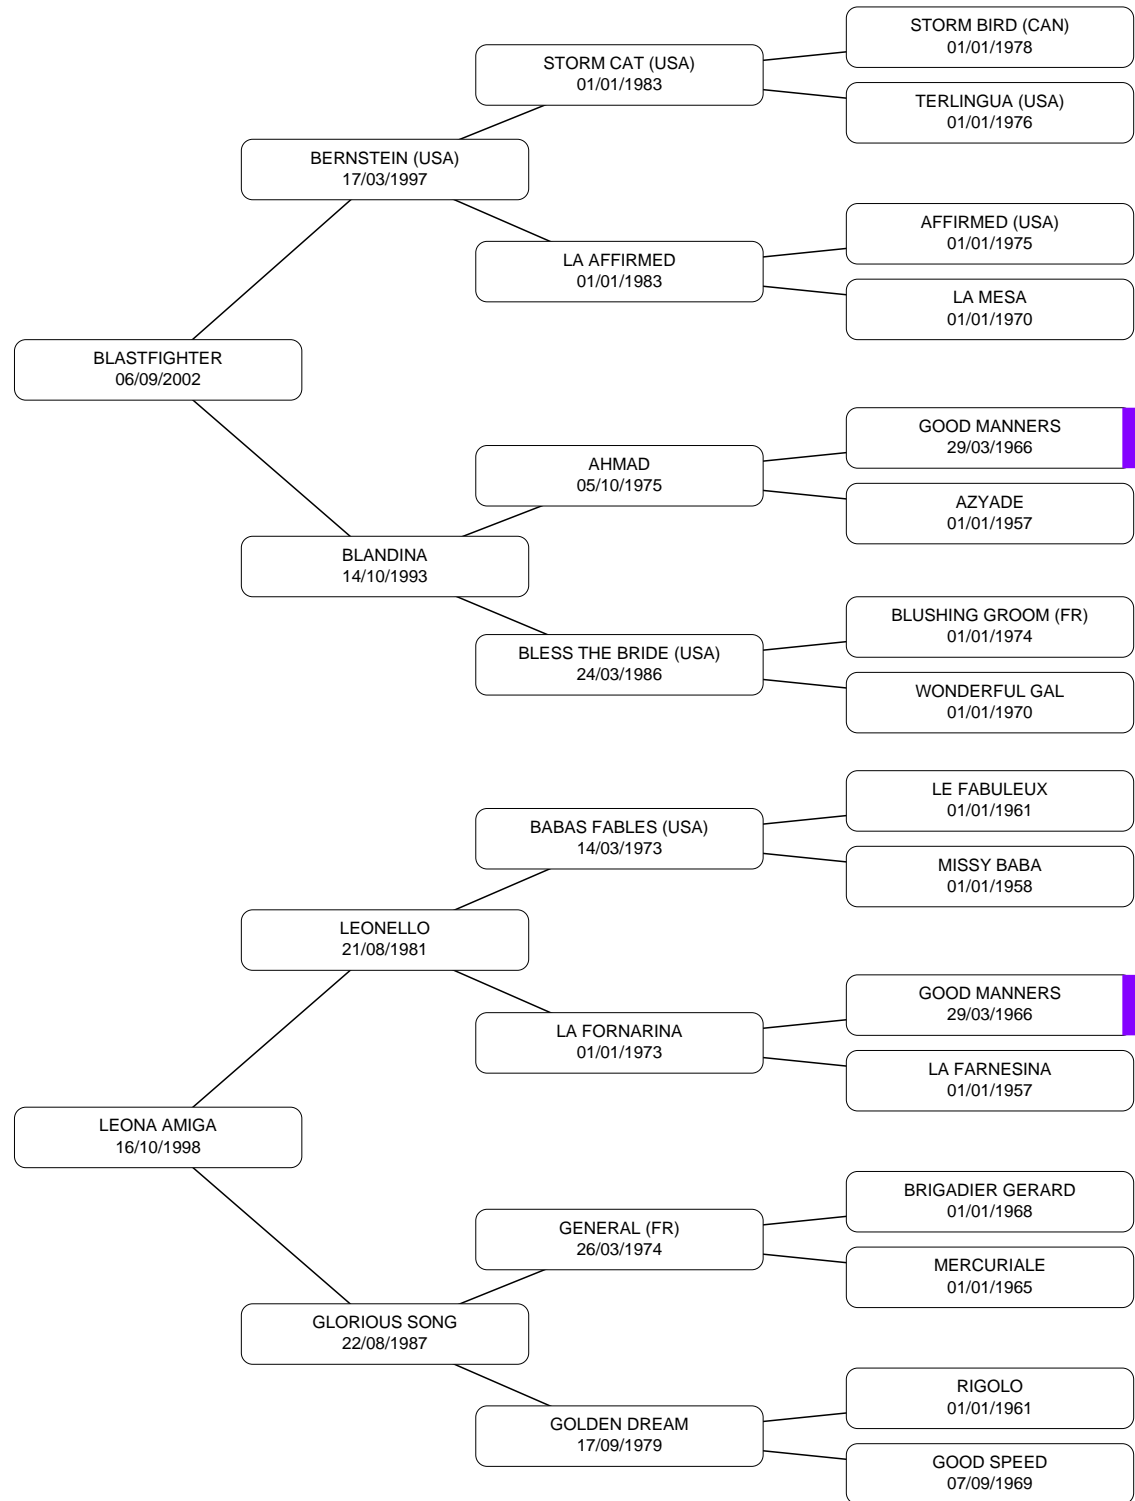 STORM BIRD (CAN)
01/01/1978
STORM CAT (USA)
01/01/1983
TERLINGUA (USA)
01/01/1976
BERNSTEIN (USA)
17/03/1997
AFFIRMED (USA)
01/01/1975
LA AFFIRMED
01/01/1983
LA MESA
01/01/1970
BLASTFIGHTER
06/09/2002
GOOD MANNERS
29/03/1966
AHMAD
05/10/1975
AZYADE
01/01/1957
BLANDINA
14/10/1993
BLUSHING GROOM (FR)
01/01/1974
BLESS THE BRIDE (USA)
24/03/1986
WONDERFUL GAL
01/01/1970
LE FABULEUX
01/01/1961
BABAS FABLES (USA)
14/03/1973
MISSY BABA
01/01/1958
LEONELLO
21/08/1981
GOOD MANNERS
29/03/1966
LA FORNARINA
01/01/1973
LA FARNESINA
01/01/1957
LEONA AMIGA
16/10/1998
BRIGADIER GERARD
01/01/1968
GENERAL (FR)
26/03/1974
MERCURIALE
01/01/1965
GLORIOUS SONG
22/08/1987
RIGOLO
01/01/1961
GOLDEN DREAM
17/09/1979
GOOD SPEED
07/09/1969